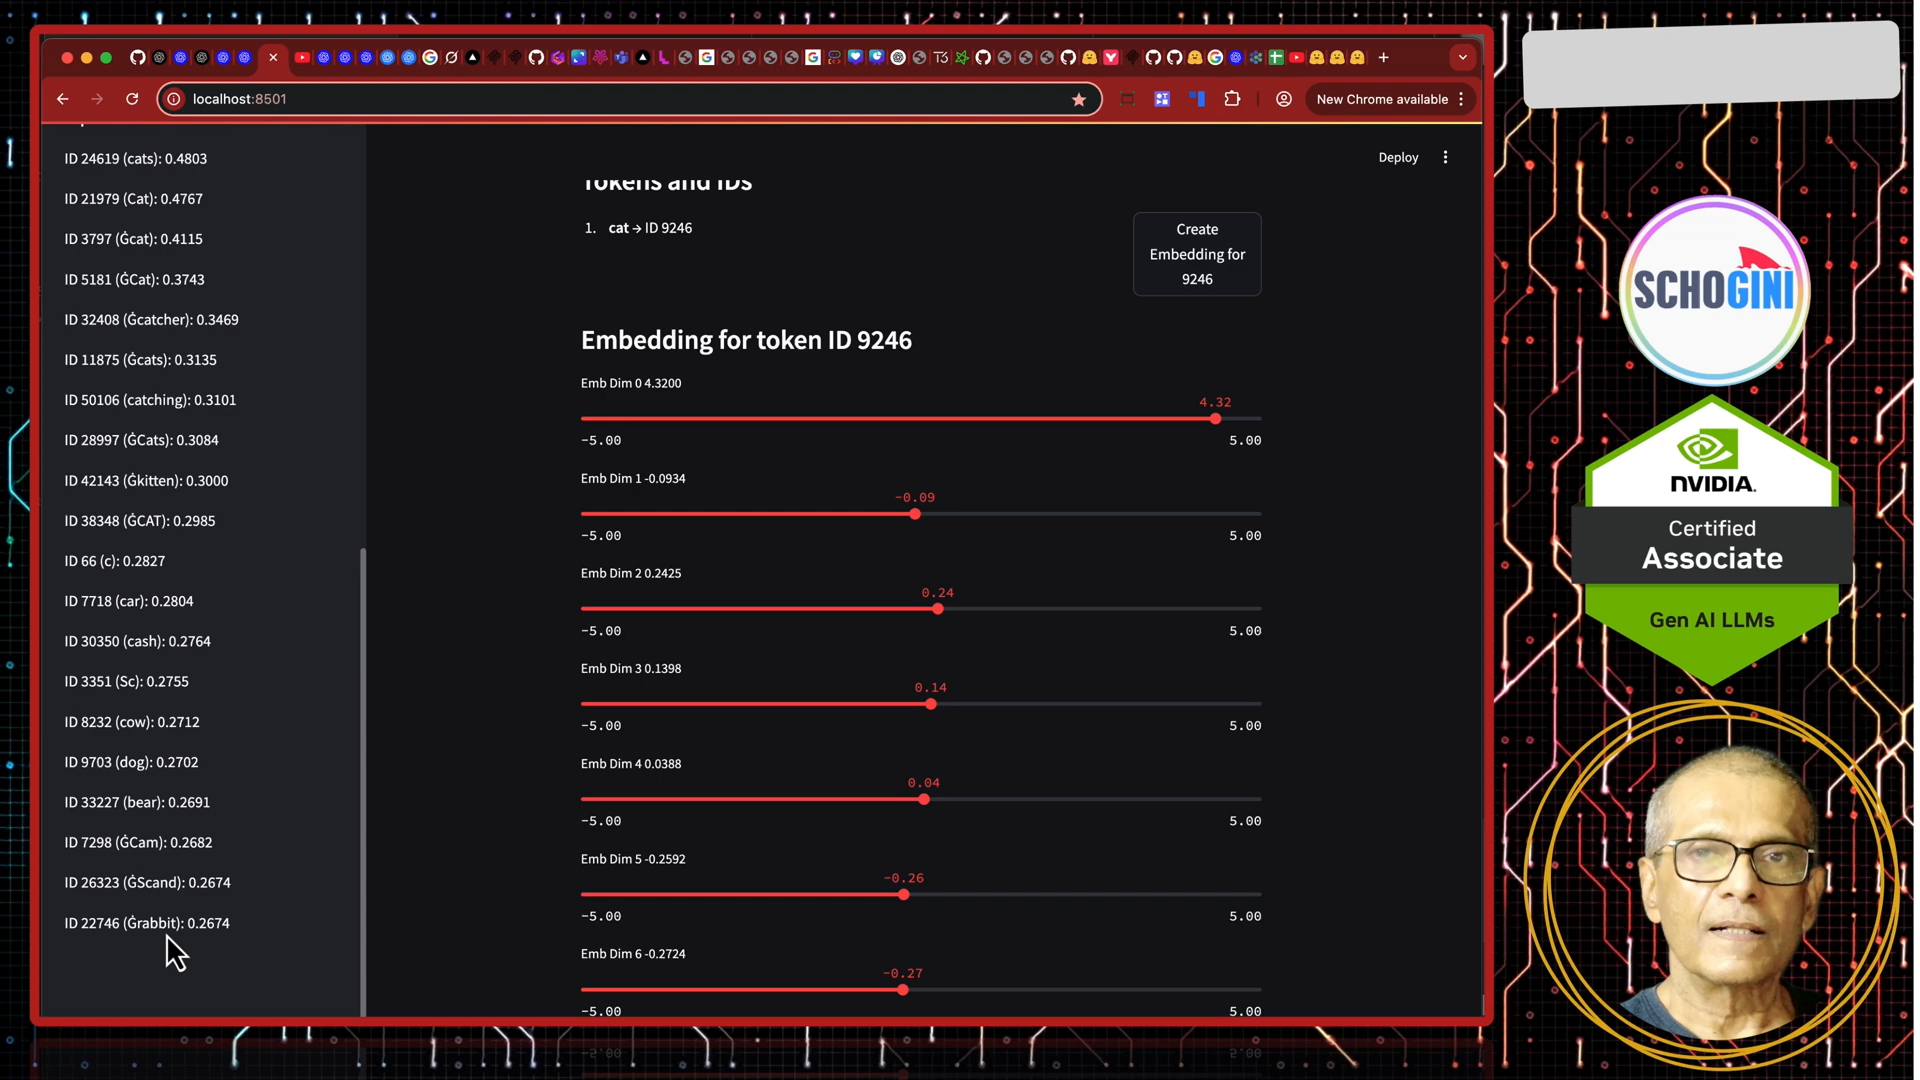 localhost:8501
New Chrome available
ID 24619 (cats): 0.4803
ID 21979 (Cat): 0.4767
ID 3797 (Ġcat): 0.4115
ID 5181 (ĠCat): 0.3743
ID 32408 (Ġcatcher): 0.3469
ID 11875 (Ġcats): 0.3135
ID 50106 (catching): 0.3101
ID 28997 (ĠCats): 0.3084
ID 42143 (Ġkitten): 0.3000
ID 38348 (ĠCAT): 0.2985
ID 66 (c): 0.2827
ID 7718 (car): 0.2804
ID 30350 (cash): 0.2764
ID 3351 (Sc): 0.2755
ID 8232 (cow): 0.2712
ID 9703 (dog): 0.2702
ID 33227 (bear): 0.2691
ID 7298 (ĠCam): 0.2682
ID 26323 (ĠScand): 0.2674
ID 22746 (Ġrabbit): 0.2674
Deploy
Tokens and IDs
1. cat → ID 9246
Create
Embedding for
9246
Embedding for token ID 9246
Emb Dim 0 4.3200
4.32
-5.00 5.00
Emb Dim 1 -0.0934
-0.09
-5.00 5.00
Emb Dim 2 0.2425
0.24
-5.00 5.00
Emb Dim 3 0.1398
0.14
-5.00 5.00
Emb Dim 4 0.0388
0.04
-5.00 5.00
Emb Dim 5 -0.2592
-0.26
-5.00 5.00
Emb Dim 6 -0.2724
-0.27
-5.00 5.00
SCHOGINI
NVIDIA.
Certified
Associate
Gen AI LLMs